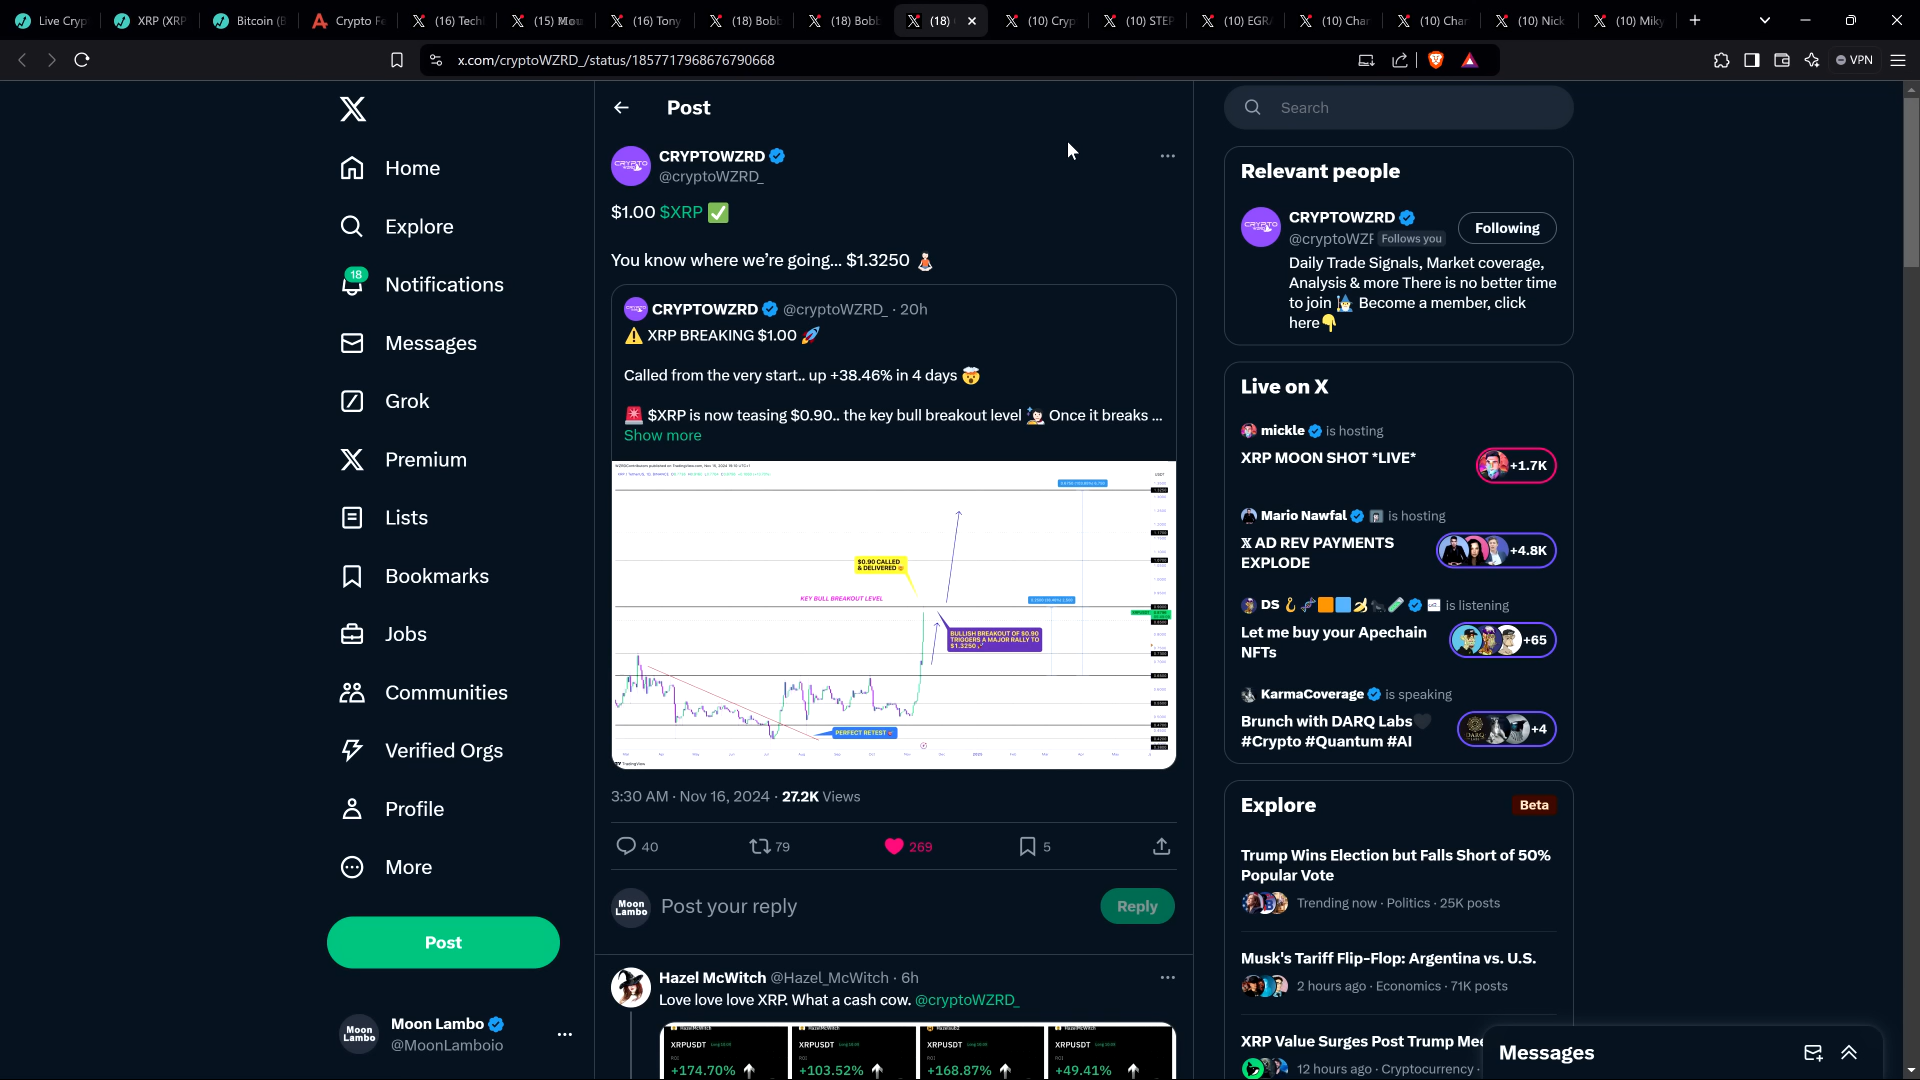 Live Cryp
XRP (XRP
Bitcoin (B
Crypto Fe
(16) Tech
(15) Moo
(16) Tony
(18) Bobb
(18) Bobb
(18)
(10) Cryp
(10) STEP
(10) EGRA
(10) Char
(10) Char
(10) Nick
(10) Miky
x.com/cryptoWZRD_/status/1857717968676790668
VPN
Home
Explore
18
Notifications
Messages
Grok
Premium
Lists
Bookmarks
Jobs
Communities
Verified Orgs
Profile
More
Post
Moon Lambo
Moon Lambo
@MoonLamboio
Post
CRYPTOWZRD
@cryptoWZRD_
$1.00 $XRP ✅
You know where we’re going... $1.3250
CRYPTOWZRD @cryptoWZRD_ · 20h
⚠️ XRP BREAKING $1.00 🚀
Called from the very start.. up +38.46% in 4 days 🤯
🚨 $XRP is now teasing $0.90.. the key bull breakout level Once it breaks ...
Show more
$0.90 CALLED
& DELIVERED
KEY BULL BREAKOUT LEVEL
BULLISH BREAKOUT OF $0.90
TRIGGERS A MAJOR RALLY TO
$1.3250
PERFECT RETEST
TradingView
3:30 AM · Nov 16, 2024 · 27.2K Views
40
79
269
5
Moon Lambo
Post your reply
Reply
Hazel McWitch @Hazel_McWitch · 6h
Love love love XRP. What a cash cow. @cryptoWZRD_
XRPUSDT
XRPUSDT
XRPUSDT
XRPUSDT
+174.70%
+103.52%
+168.87%
+49.41%
Search
Relevant people
CRYPTOWZRD
@cryptoWZF Follows you
Following
Daily Trade Signals, Market coverage,
Analysis & more There is no better time
to join Become a member, click
here👇
Live on X
mickle is hosting
XRP MOON SHOT *LIVE*
+1.7K
Mario Nawfal is hosting
𝕏 AD REV PAYMENTS
EXPLODE
+4.8K
DS is listening
Let me buy your Apechain
NFTs
+65
KarmaCoverage is speaking
Brunch with DARQ Labs🖤
#Crypto #Quantum #AI
+4
Explore
Beta
Trump Wins Election but Falls Short of 50%
Popular Vote
Trending now · Politics · 25K posts
Musk's Tariff Flip-Flop: Argentina vs. U.S.
2 hours ago · Economics · 71K posts
XRP Value Surges Post Trump Mee
12 hours ago · Cryptocurrency ·
Messages